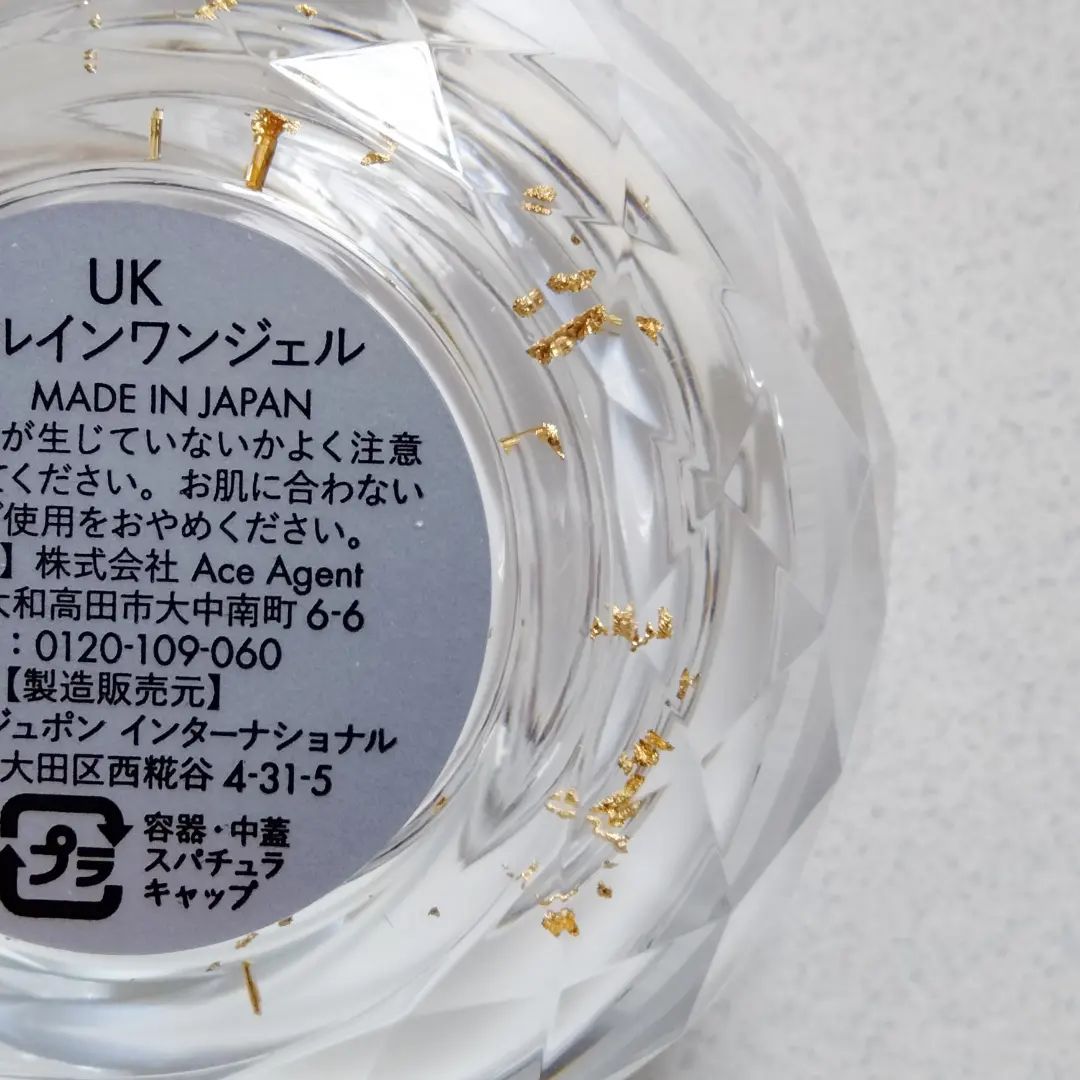 UK
ルインワンジェル
MADE IN JAPAN
が生じていないかよく注意
てください。お肌に合わない
ご使用をおやめください。
】株式会社 Ace Agent
大和高田市大中南町 6-6
：0120-109-060
【製造販売元】
ジュポン インターナショナル
大田区西糀谷 4-31-5
プラ
容器・中蓋
スパチュラ
キャップ